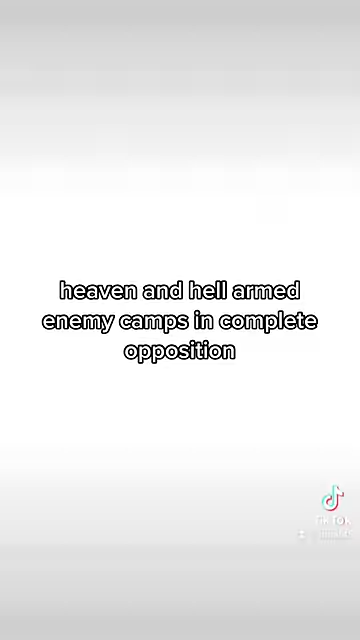 heaven and hell armed
enemy camps in complete
opposition
TikTok